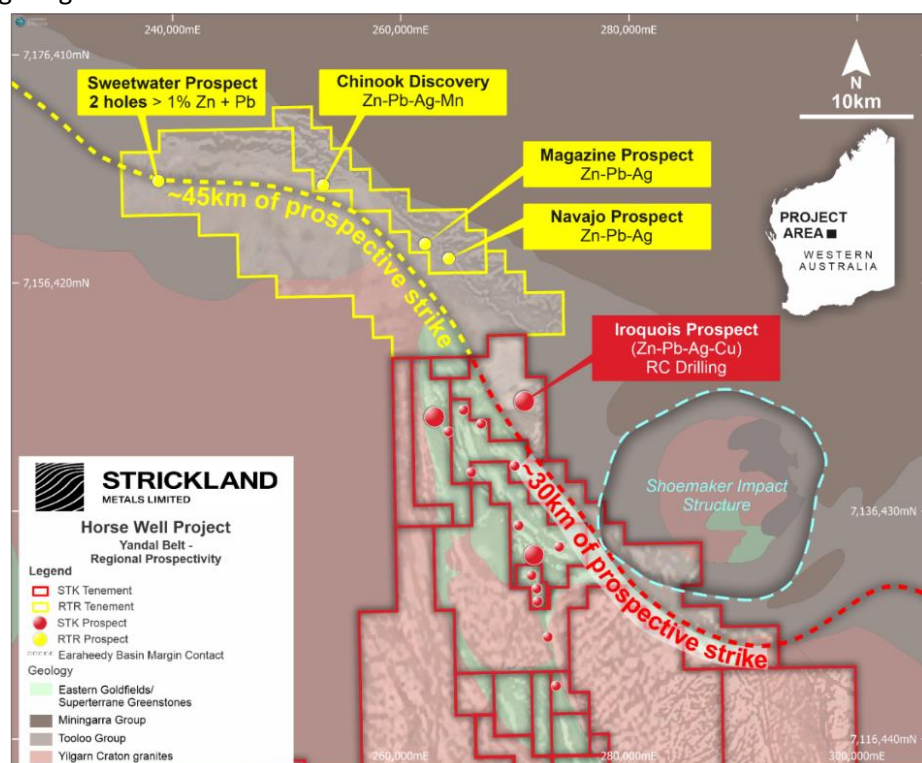 240,000mE
260,000mE
280,000mE
7,176,410mN
N
10km
Sweetwater Prospect
2 holes > 1% Zn + Pb
Chinook Discovery
Zn-Pb-Ag-Mn
Magazine Prospect
Zn-Pb-Ag
Navajo Prospect
Zn-Pb-Ag
~45km of prospective strike
PROJECT
AREA
WESTERN
AUSTRALIA
7,156,420mN
7,156,420mN
Iroquois Prospect
(Zn-Pb-Ag-Cu)
RC Drilling
Shoemaker Impact
Structure
~30km of prospective strike
7,136,430mN
STRICKLAND
METALS LIMITED
Horse Well Project
Yandal Belt -
Regional Prospectivity
Legend
STK Tenement
RTR Tenement
STK Prospect
RTR Prospect
Earaheedy Basin Margin Contact
Geology
Eastern Goldfields/
Superterrane Greenstones
Miningarra Group
Tooloo Group
Yilgarn Craton granites
7,116,440mN
260,000mE
280,000mE
300,000mE